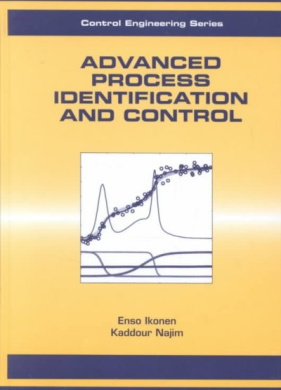 Control Engineering Series
ADVANCED
PROCESS
IDENTIFICATION
AND CONTROL
Enso Ikonen
Kaddour Najim